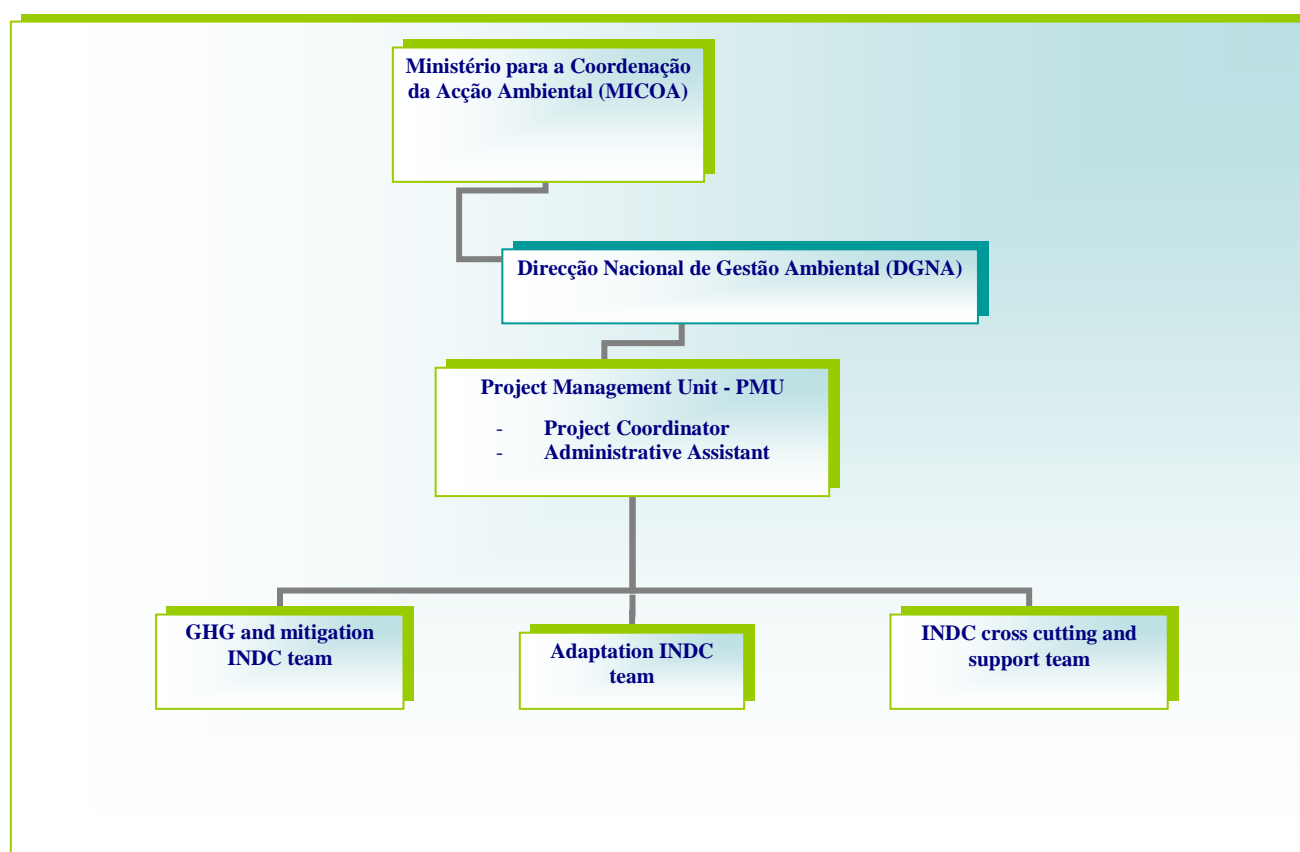 Ministério para a Coordenação
da Acção Ambiental (MICOA)
Direcção Nacional de Gestão Ambiental (DGNA)
Project Management Unit - PMU
- Project Coordinator
- Administrative Assistant
GHG and mitigation
INDC team
Adaptation INDC
team
INDC cross cutting and
support team